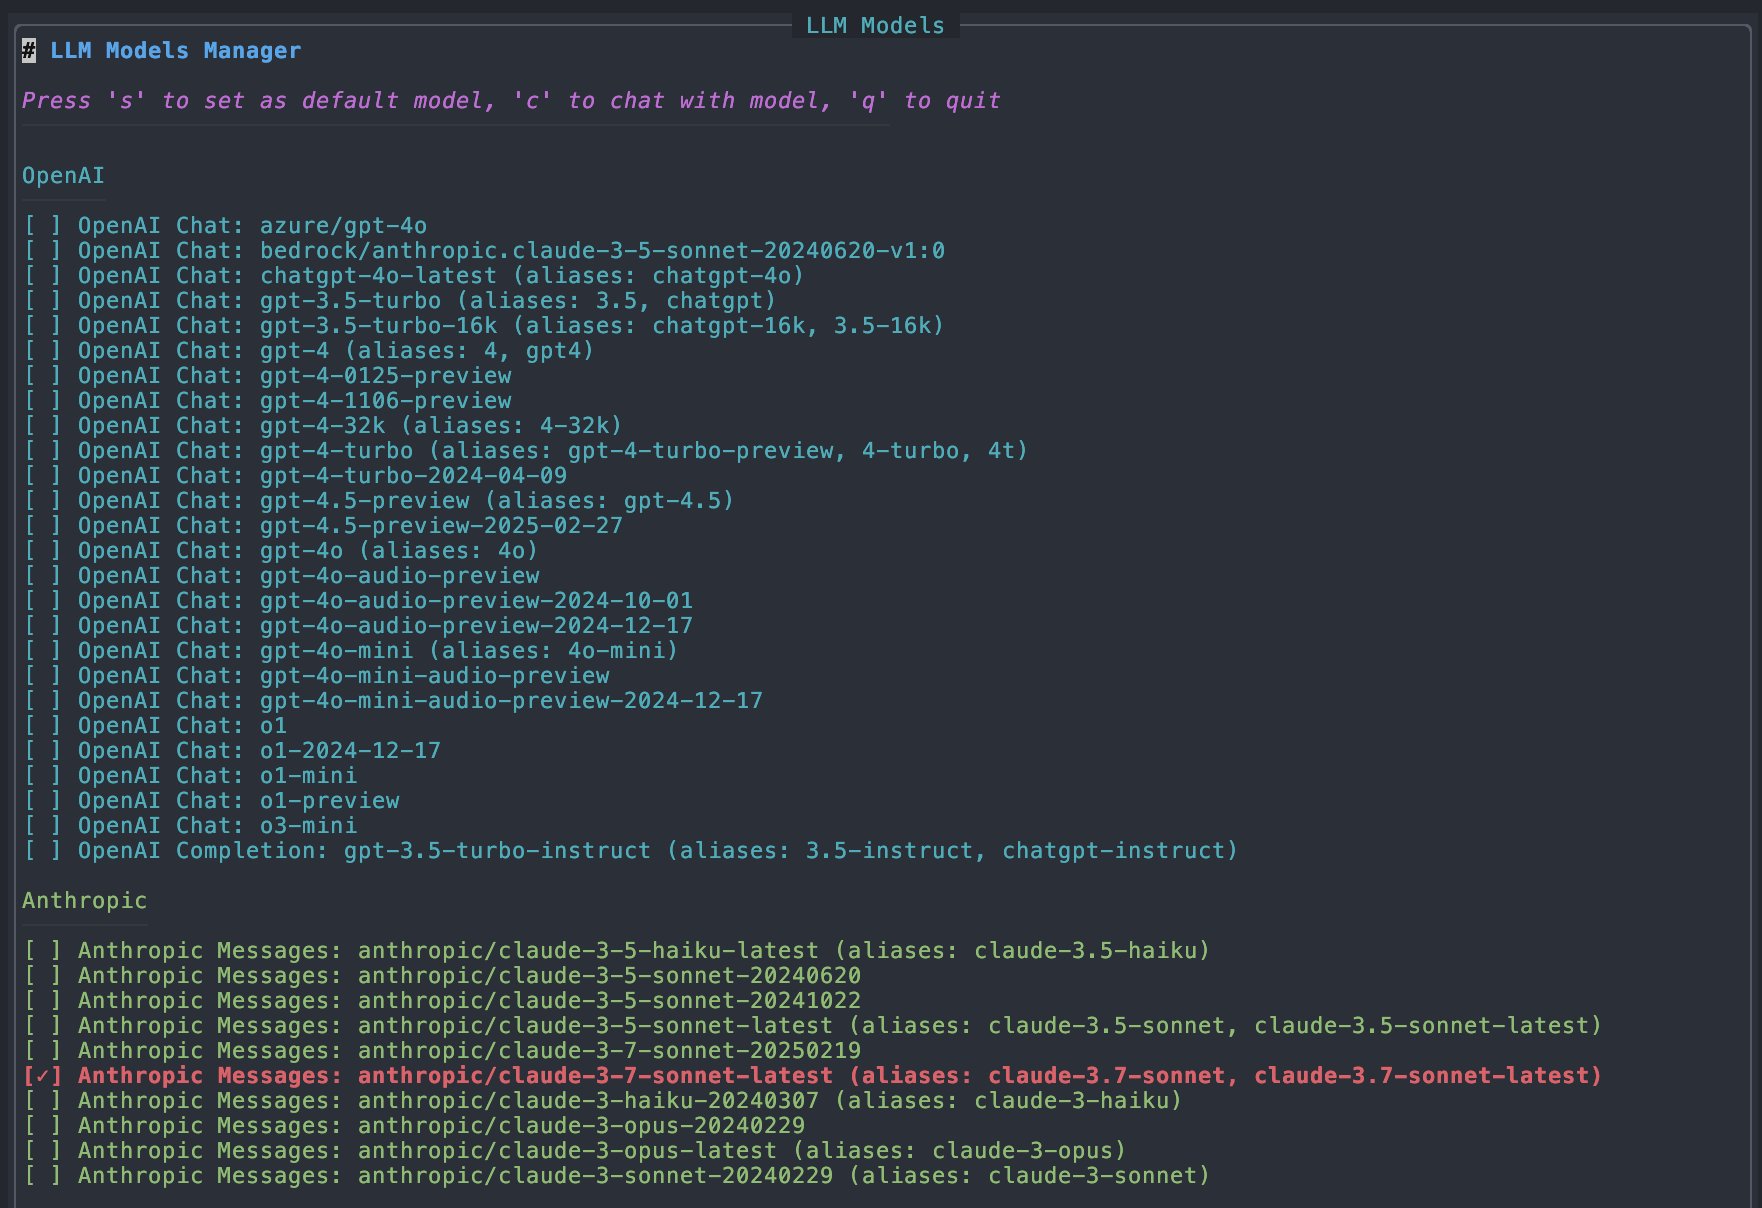 LLM Models
# LLM Models Manager
Press 's' to set as default model, 'c' to chat with model, 'q' to quit
OpenAI
[ ] OpenAI Chat: azure/gpt-4o
[ ] OpenAI Chat: bedrock/anthropic.claude-3-5-sonnet-20240620-v1:0
[ ] OpenAI Chat: chatgpt-4o-latest (aliases: chatgpt-4o)
[ ] OpenAI Chat: gpt-3.5-turbo (aliases: 3.5, chatgpt)
[ ] OpenAI Chat: gpt-3.5-turbo-16k (aliases: chatgpt-16k, 3.5-16k)
[ ] OpenAI Chat: gpt-4 (aliases: 4, gpt4)
[ ] OpenAI Chat: gpt-4-0125-preview
[ ] OpenAI Chat: gpt-4-1106-preview
[ ] OpenAI Chat: gpt-4-32k (aliases: 4-32k)
[ ] OpenAI Chat: gpt-4-turbo (aliases: gpt-4-turbo-preview, 4-turbo, 4t)
[ ] OpenAI Chat: gpt-4-turbo-2024-04-09
[ ] OpenAI Chat: gpt-4.5-preview (aliases: gpt-4.5)
[ ] OpenAI Chat: gpt-4.5-preview-2025-02-27
[ ] OpenAI Chat: gpt-4o (aliases: 4o)
[ ] OpenAI Chat: gpt-4o-audio-preview
[ ] OpenAI Chat: gpt-4o-audio-preview-2024-10-01
[ ] OpenAI Chat: gpt-4o-audio-preview-2024-12-17
[ ] OpenAI Chat: gpt-4o-mini (aliases: 4o-mini)
[ ] OpenAI Chat: gpt-4o-mini-audio-preview
[ ] OpenAI Chat: gpt-4o-mini-audio-preview-2024-12-17
[ ] OpenAI Chat: o1
[ ] OpenAI Chat: o1-2024-12-17
[ ] OpenAI Chat: o1-mini
[ ] OpenAI Chat: o1-preview
[ ] OpenAI Chat: o3-mini
[ ] OpenAI Completion: gpt-3.5-turbo-instruct (aliases: 3.5-instruct, chatgpt-instruct)
Anthropic
[ ] Anthropic Messages: anthropic/claude-3-5-haiku-latest (aliases: claude-3.5-haiku)
[ ] Anthropic Messages: anthropic/claude-3-5-sonnet-20240620
[ ] Anthropic Messages: anthropic/claude-3-5-sonnet-20241022
[ ] Anthropic Messages: anthropic/claude-3-5-sonnet-latest (aliases: claude-3.5-sonnet, claude-3.5-sonnet-latest)
[ ] Anthropic Messages: anthropic/claude-3-7-sonnet-20250219
[✓] Anthropic Messages: anthropic/claude-3-7-sonnet-latest (aliases: claude-3.7-sonnet, claude-3.7-sonnet-latest)
[ ] Anthropic Messages: anthropic/claude-3-haiku-20240307 (aliases: claude-3-haiku)
[ ] Anthropic Messages: anthropic/claude-3-opus-20240229
[ ] Anthropic Messages: anthropic/claude-3-opus-latest (aliases: claude-3-opus)
[ ] Anthropic Messages: anthropic/claude-3-sonnet-20240229 (aliases: claude-3-sonnet)